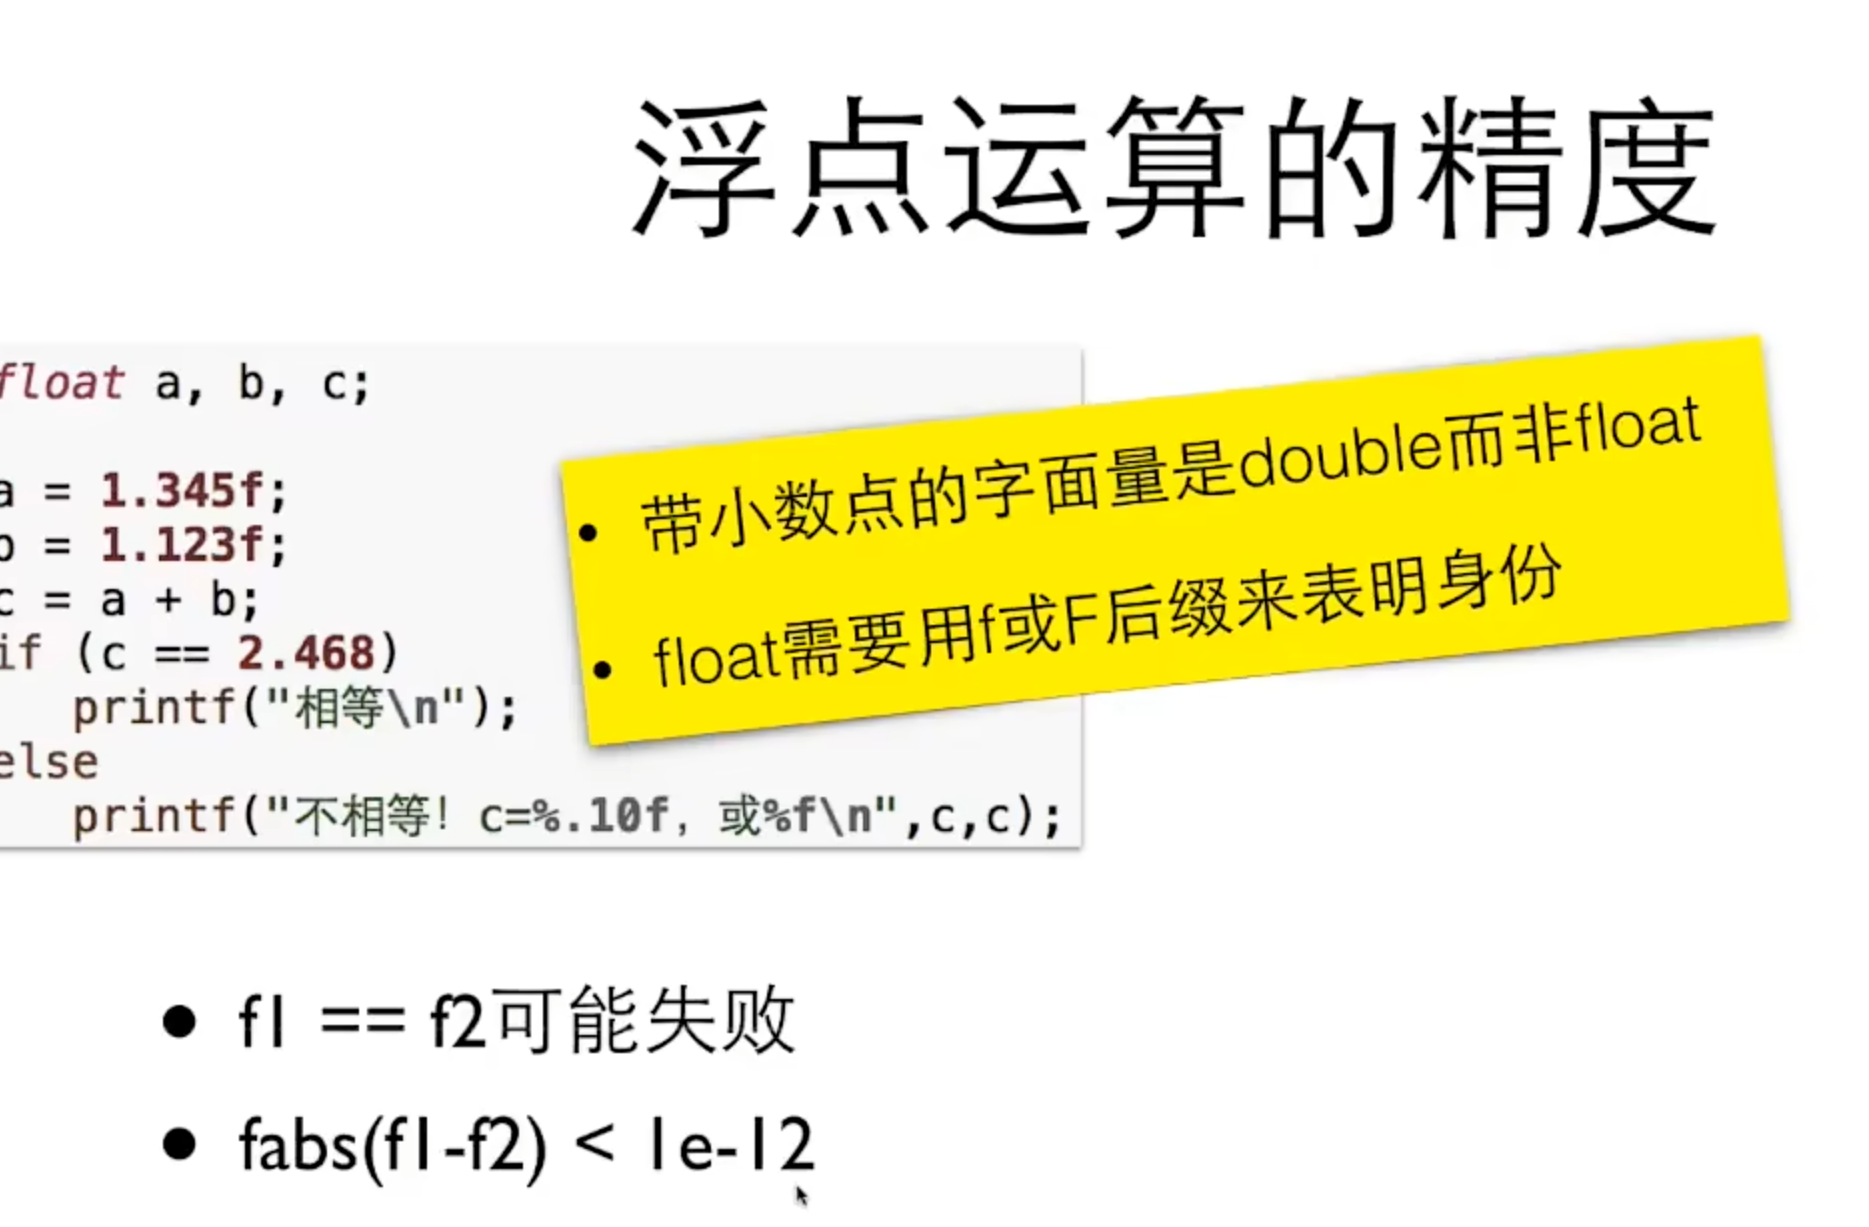 浮点运算的精度
float a, b, c;
a = 1.345f;
b = 1.123f;
c = a + b;
if (c == 2.468)
printf("相等\n");
else
printf("不相等！c=%.10f，或%f\n",c,c);
• 带小数点的字面量是double而非float
• float需要用f或F后缀来表明身份
• f1 == f2可能失败
• fabs(f1-f2) < 1e-12